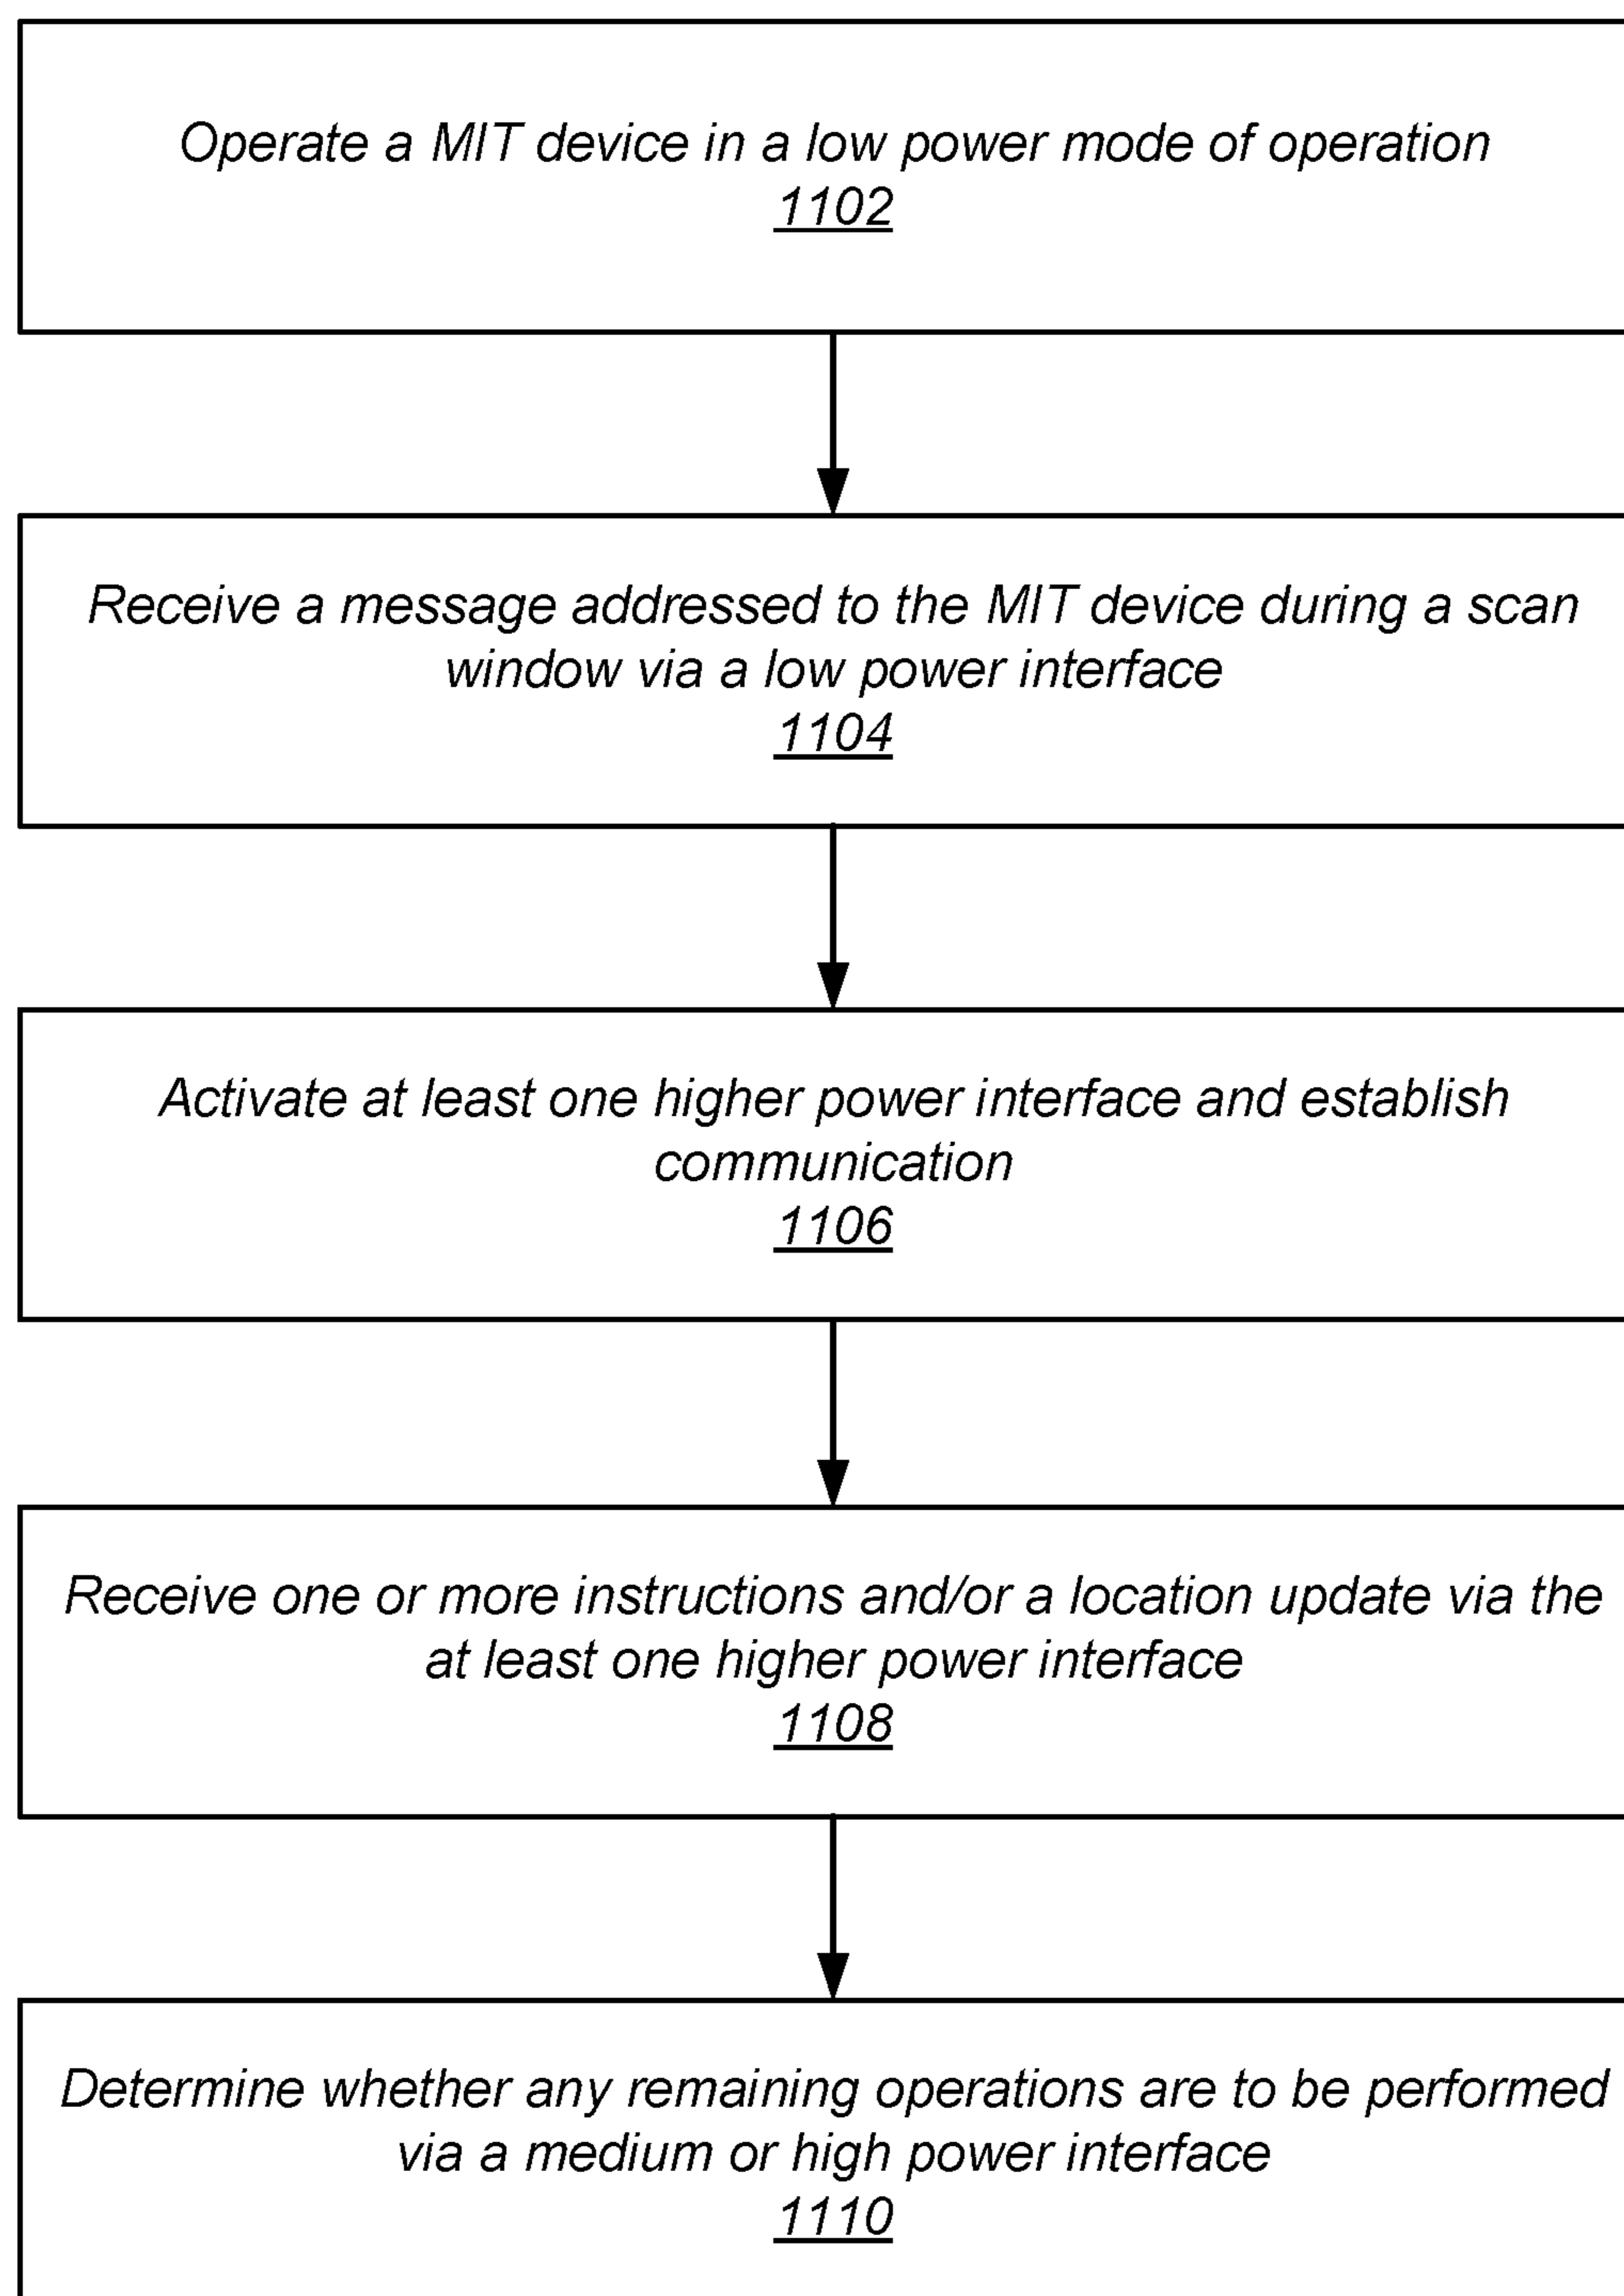 Operate a MIT device in a low power mode of operation
1102
Receive a message addressed to the MIT device during a scan
window via a low power interface
1104
Activate at least one higher power interface and establish
communication
1106
Receive one or more instructions and/or a location update via the
at least one higher power interface
1108
Determine whether any remaining operations are to be performed
via a medium or high power interface
1110